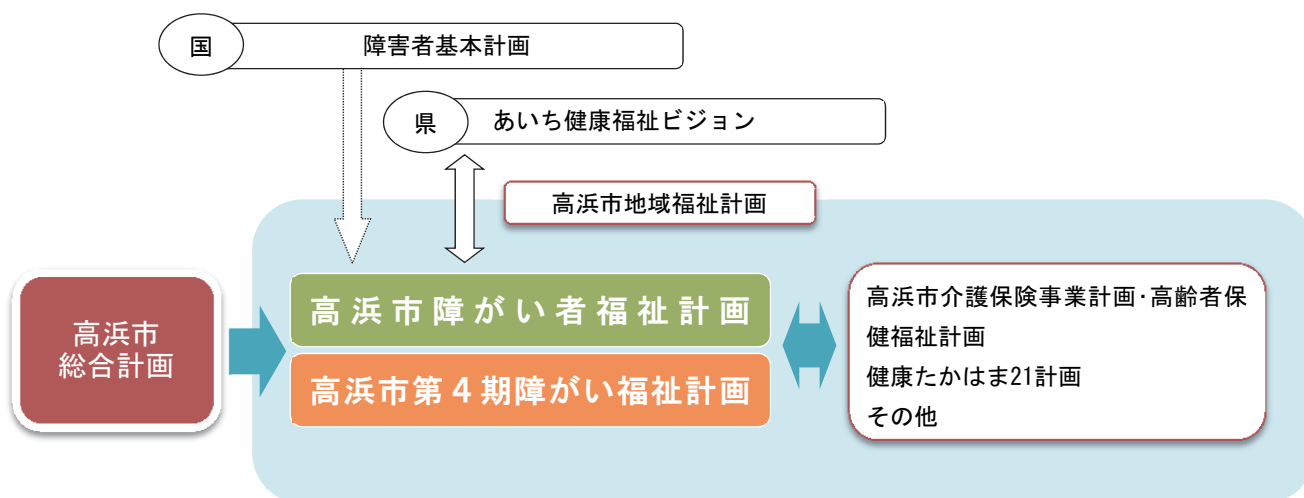 国
障害者基本計画
県
あいち健康福祉ビジョン
高浜市地域福祉計画
高浜市
総合計画
高浜市障がい者福祉計画
高浜市第４期障がい福祉計画
高浜市介護保険事業計画・高齢者保
健福祉計画
健康たかはま21計画
その他